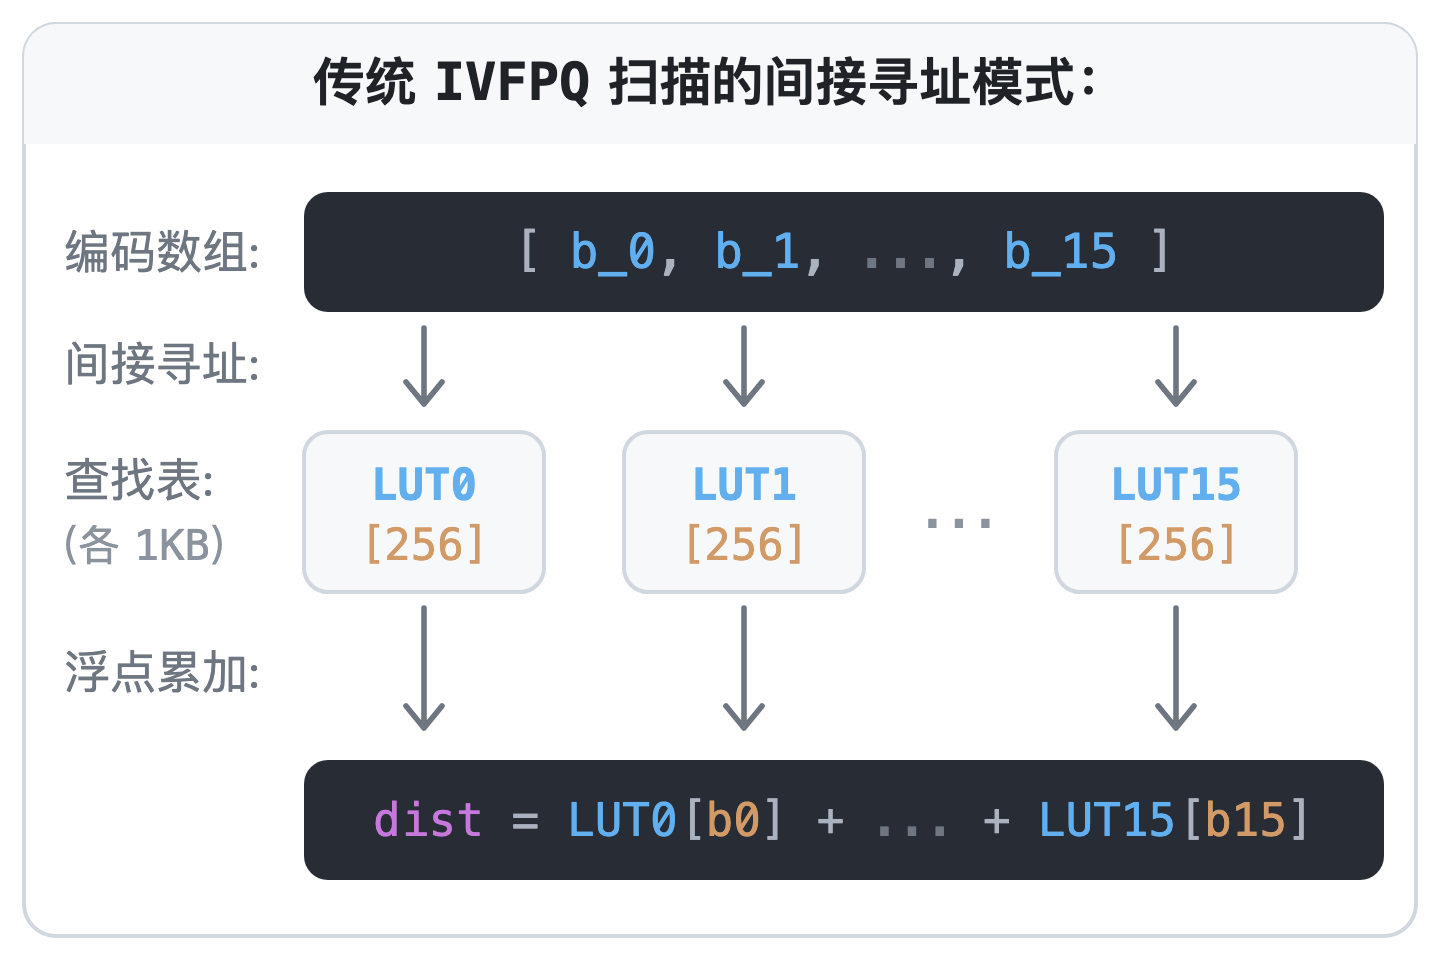 传统 IVFPQ 扫描的间接寻址模式:
编码数组:
[ b_0, b_1, ..., b_15 ]
间接寻址:
查找表:
(各 1KB)
LUT0
[256]
LUT1
[256]
...
LUT15
[256]
浮点累加:
dist = LUT0[b0] + ... + LUT15[b15]